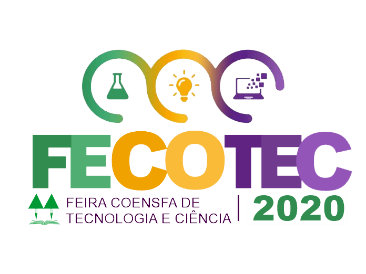 FECOTEC
FEIRA COENSFA DE
TECNOLOGIA E CIÊNCIA
2020